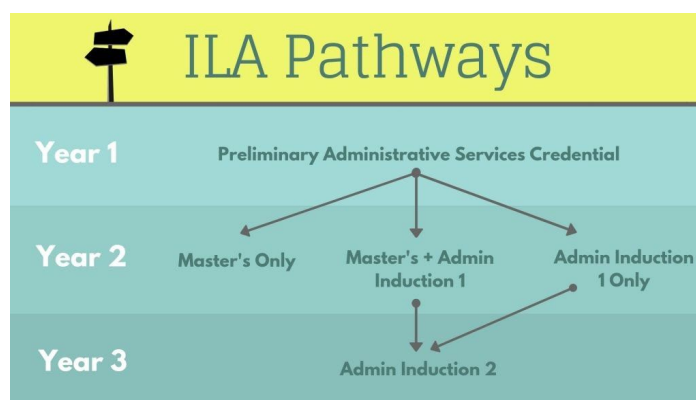 ILA Pathways
Year 1
Preliminary Administrative Services Credential
Year 2
Master's Only
Master's + Admin
Induction 1
Admin Induction
1 Only
Year 3
Admin Induction 2